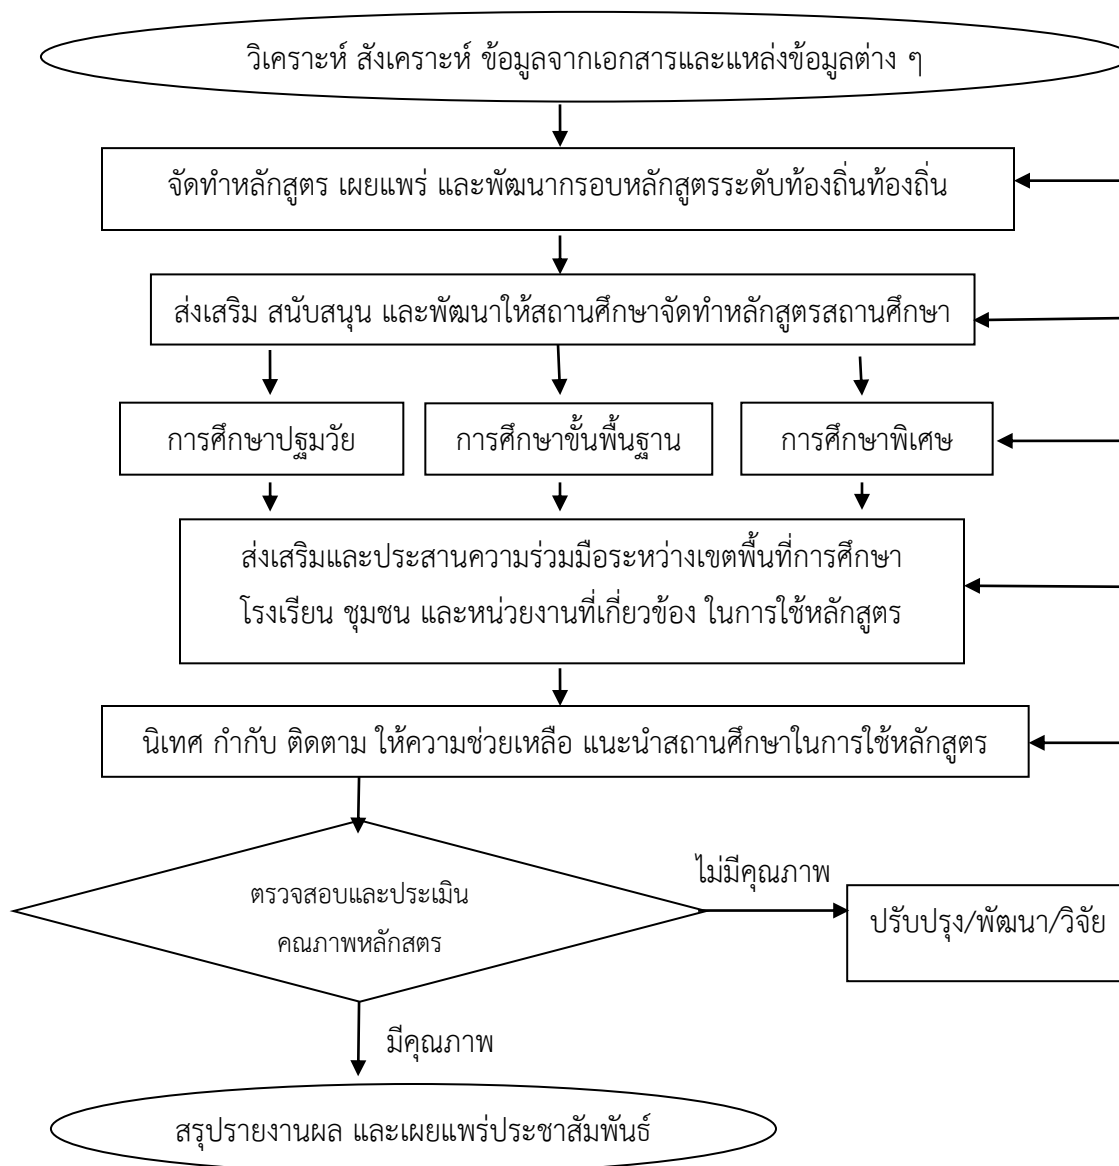 วิเคราะห์ สังเคราะห์ ข้อมูลจากเอกสารและแหล่งข้อมูลต่าง ๆ
จัดทำหลักสูตร เผยแพร่ และพัฒนากรอบหลักสูตรระดับท้องถิ่นท้องถิ่น
ส่งเสริม สนับสนุน และพัฒนาให้สถานศึกษาจัดทำหลักสูตรสถานศึกษา
การศึกษาปฐมวัย
การศึกษาขั้นพื้นฐาน
การศึกษาพิเศษ
ส่งเสริมและประสานความร่วมมือระหว่างเขตพื้นที่การศึกษา
โรงเรียน ชุมชน และหน่วยงานที่เกี่ยวข้อง ในการใช้หลักสูตร
นิเทศ กำกับ ติดตาม ให้ความช่วยเหลือ แนะนำสถานศึกษาในการใช้หลักสูตร
ตรวจสอบและประเมิน
คณภาพหลักสตร
ไม่มีคุณภาพ
ปรับปรุง/พัฒนา/วิจัย
มีคุณภาพ
สรุปรายงานผล และเผยแพร่ประชาสัมพันธ์